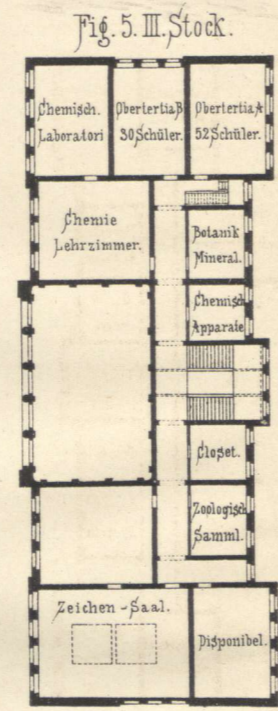 Fig. 5. III. Stock.
Chemisch.
Laboratori
Obertertia B
30 Schüler.
Obertertia A
52 Schüler.
Chemie
Lehrzimmer.
Botanik
Mineral.
Chemisch
Apparate
Closet.
Zoologisch
Samml.
Zeichen-Saal.
Disponibel.